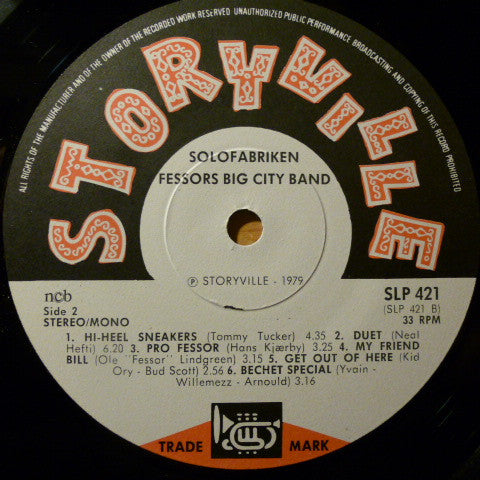 ALL RIGHTS OF THE MANUFACTURER AND OF THE OWNER OF THE RECORDED WORK RESERVED UNAUTHORIZED PUBLIC PERFORMANCE BROADCASTING AND COPYING OF THIS RECORD PROHIBITED
STORYVILLE
SOLOFABRIKEN
FESSORS BIG CITY BAND
Ⓟ STORYVILLE - 1979
ncb
Side 2
STEREO/MONO
SLP 421
(SLP 421 B)
33 RPM
1. HI-HEEL SNEAKERS (Tommy Tucker) 4.35 2. DUET (Neal
Hefti) 6.20 3. PRO FESSOR (Hans Kjærby) 3.25 4. MY FRIEND
BILL (Ole "Fessor" Lindgreen) 3.15 5. GET OUT OF HERE (Kid
Ory - Bud Scott) 2.56 6. BECHET SPECIAL (Yvain -
Willemezz - Arnould) 3.16
TRADE MARK